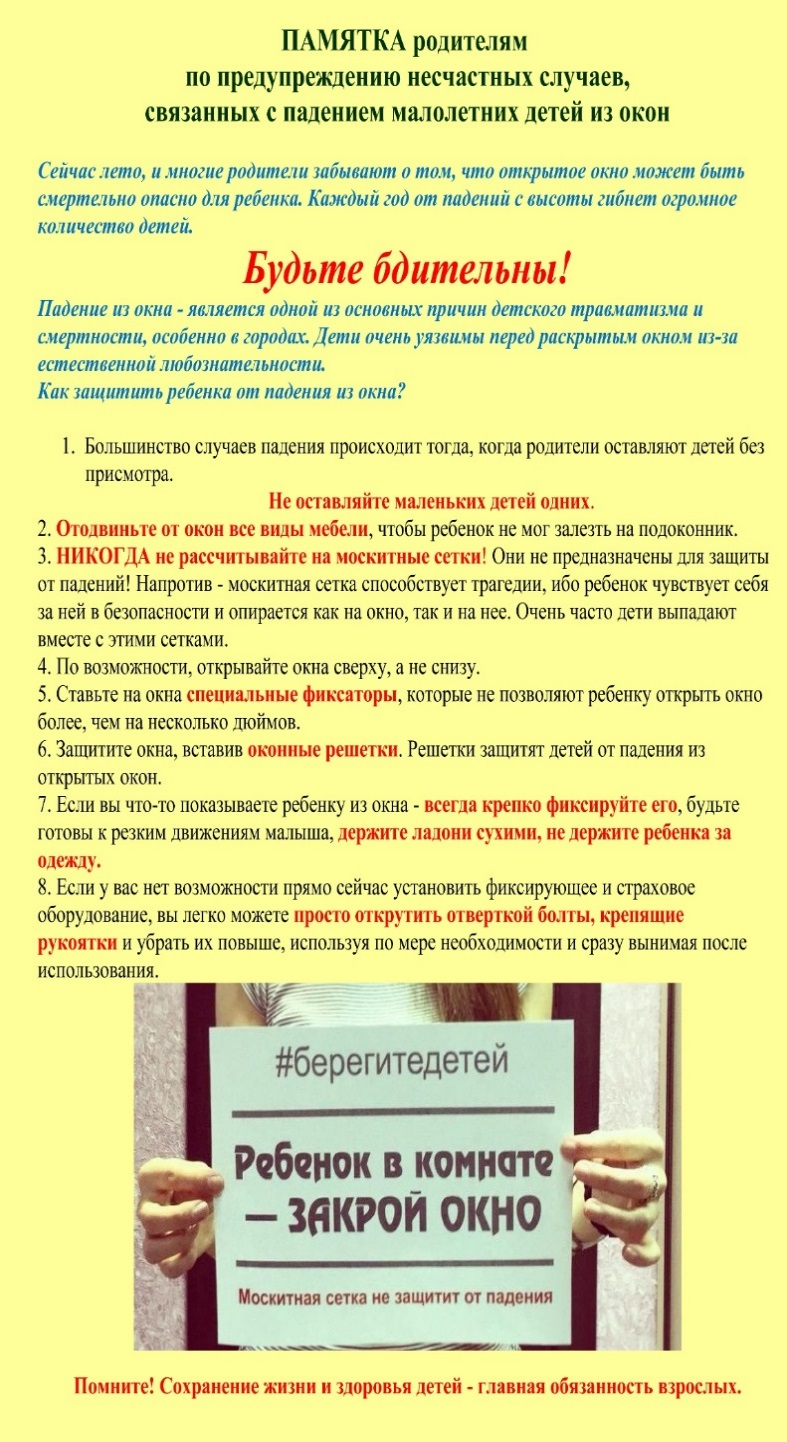 ПАМЯТКА родителям
по предупреждению несчастных случаев,
связанных с падением малолетних детей из окон
Сейчас лето, и многие родители забывают о том, что открытое окно может быть
смертельно опасно для ребенка. Каждый год от падений с высоты гибнет огромное
количество детей.
Будьте бдительны!
Падение из окна - является одной из основных причин детского травматизма и
смертности, особенно в городах. Дети очень уязвимы перед раскрытым окном из-за
естественной любознательности.
Как защитить ребенка от падения из окна?
1. Большинство случаев падения происходит тогда, когда родители оставляют детей без
присмотра.
Не оставляйте маленьких детей одних.
2. Отодвиньте от окон все виды мебели, чтобы ребенок не мог залезть на подоконник.
3. НИКОГДА не рассчитывайте на москитные сетки! Они не предназначены для защиты
от падений! Напротив - москитная сетка способствует трагедии, ибо ребенок чувствует себя
за ней в безопасности и опирается как на окно, так и на нее. Очень часто дети выпадают
вместе с этими сетками.
4. По возможности, открывайте окна сверху, а не снизу.
5. Ставьте на окна специальные фиксаторы, которые не позволяют ребенку открыть окно
более, чем на несколько дюймов.
6. Защитите окна, вставив оконные решетки. Решетки защитят детей от падения из
открытых окон.
7. Если вы что-то показываете ребенку из окна - всегда крепко фиксируйте его, будьте
готовы к резким движениям малыша, держите ладони сухими, не держите ребенка за
одежду.
8. Если у вас нет возможности прямо сейчас установить фиксирующее и страховое
оборудование, вы легко можете просто открутить отверткой болты, крепящие
рукоятки и убрать их повыше, используя по мере необходимости и сразу вынимая после
использования.
#берегитедетей
Ребенок в комнате
— ЗАКРОЙ ОКНО
Москитная сетка не защитит от падения
Помните! Сохранение жизни и здоровья детей - главная обязанность взрослых.